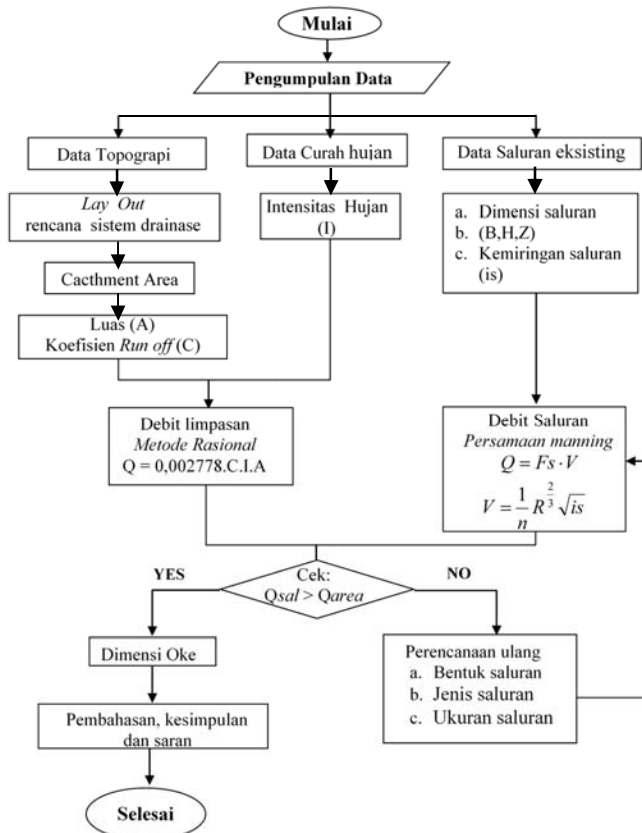 Mulai
Pengumpulan Data
Data Topograpi
Data Curah hujan
Data Saluran eksisting
Lay Out
rencana sistem drainase
Intensitas Hujan
(I)
a. Dimensi saluran
b. (B,H,Z)
c. Kemiringan saluran
(is)
Cacthment Area
Luas (A)
Koefisien Run off (C)
Debit limpasan
Metode Rasional
Q = 0,002778.C.I.A
Debit Saluran
Persamaan manning
Q = Fs · V
V = 1/n R^(2/3) √is
YES
Cek:
Qsal > Qarea
NO
Dimensi Oke
Perencanaan ulang
a. Bentuk saluran
b. Jenis saluran
c. Ukuran saluran
Pembahasan, kesimpulan
dan saran
Selesai